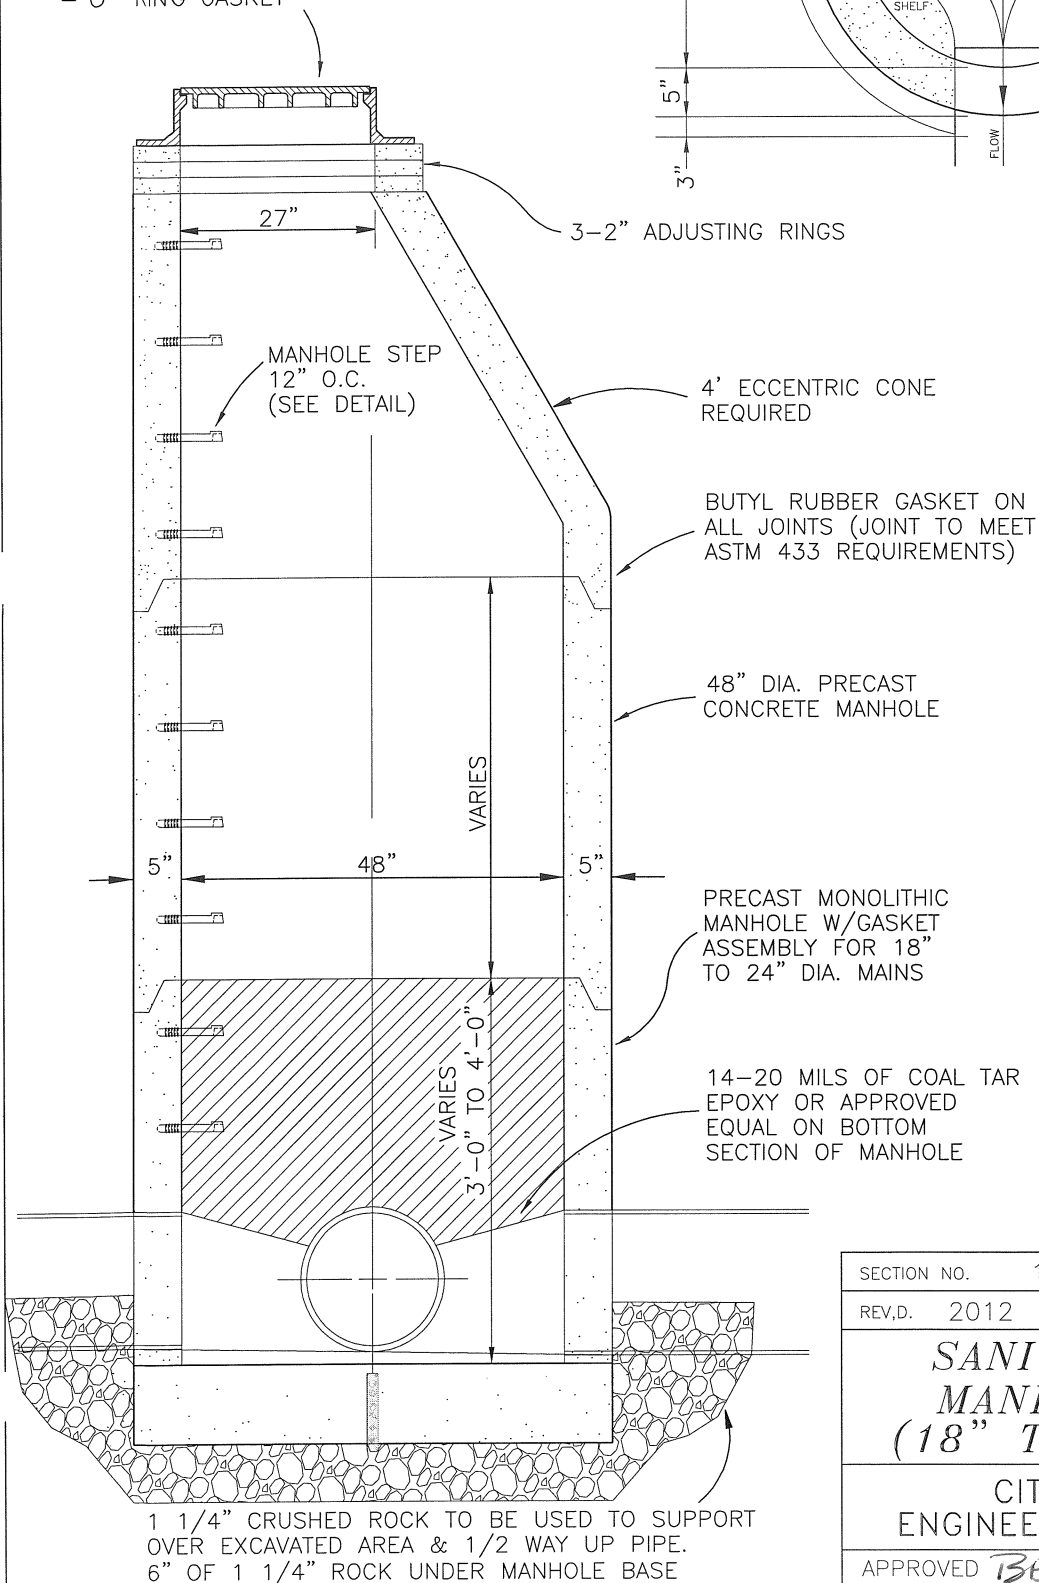 RING GASKET
SHELF
5"
3"
FLOW
27"
3-2" ADJUSTING RINGS
MANHOLE STEP
12" O.C.
(SEE DETAIL)
4' ECCENTRIC CONE
REQUIRED
BUTYL RUBBER GASKET ON
ALL JOINTS (JOINT TO MEET
ASTM 433 REQUIREMENTS)
48" DIA. PRECAST
CONCRETE MANHOLE
VARIES
5"
48"
5"
PRECAST MONOLITHIC
MANHOLE W/GASKET
ASSEMBLY FOR 18"
TO 24" DIA. MAINS
VARIES
3'-0" TO 4'-0"
14-20 MILS OF COAL TAR
EPOXY OR APPROVED
EQUAL ON BOTTOM
SECTION OF MANHOLE
SECTION NO.
REV,D. 2012
SANI
MAN
(18" T
CIT
ENGINEE
APPROVED
1 1/4" CRUSHED ROCK TO BE USED TO SUPPORT
OVER EXCAVATED AREA & 1/2 WAY UP PIPE.
6" OF 1 1/4" ROCK UNDER MANHOLE BASE